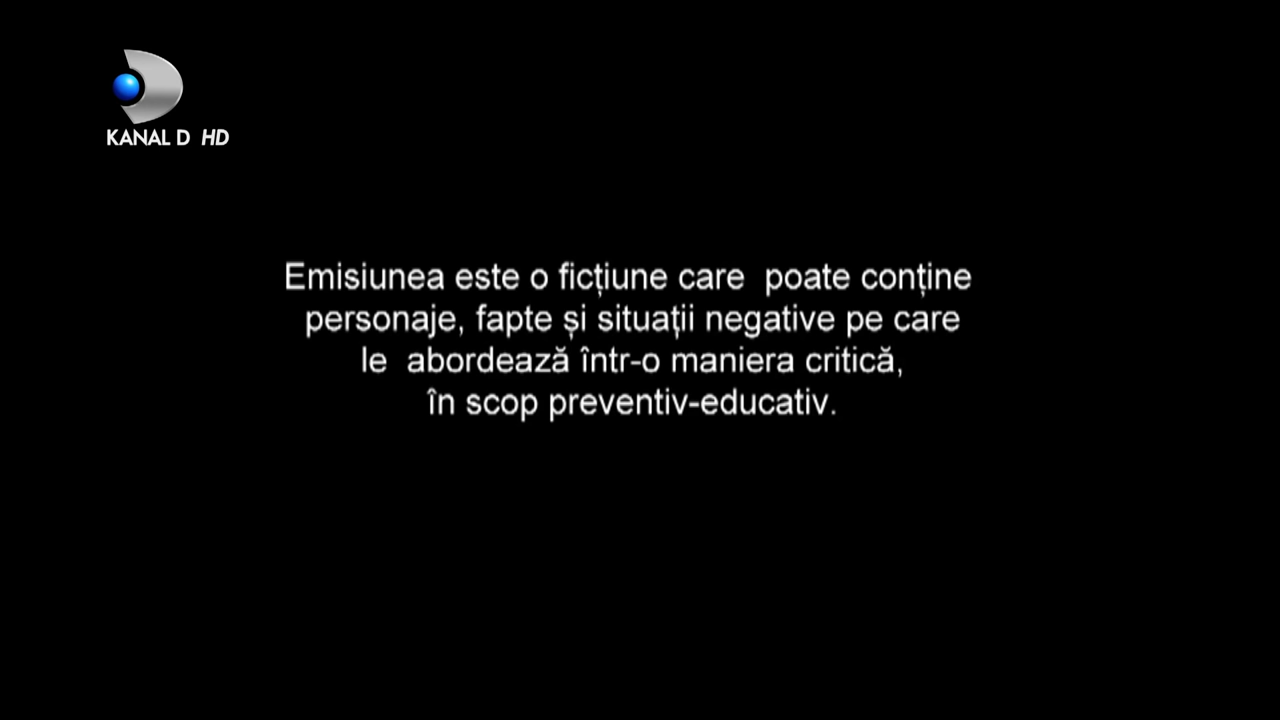 KANAL D HD
Emisiunea este o ficțiune care poate conține
personaje, fapte și situații negative pe care
le abordează într-o maniera critică,
în scop preventiv-educativ.